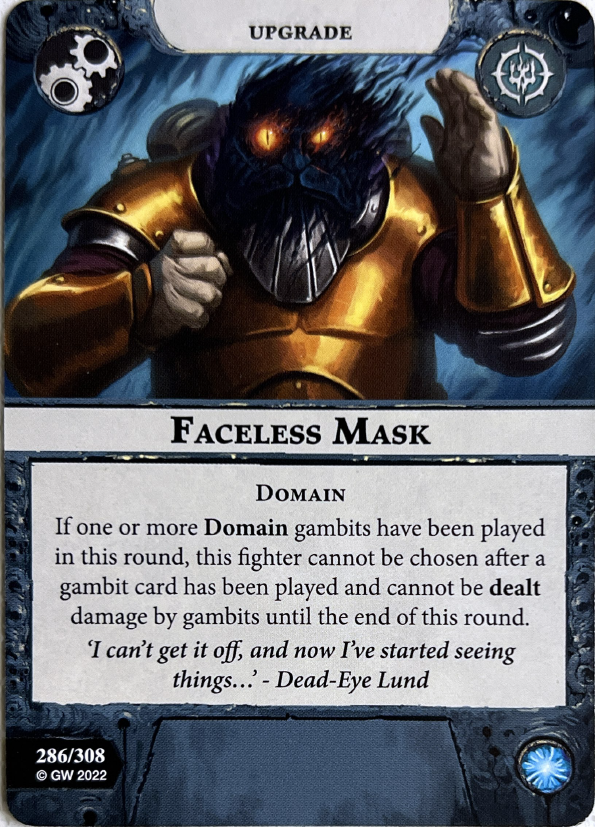 UPGRADE
FACELESS MASK
DOMAIN
If one or more Domain gambits have been played
in this round, this fighter cannot be chosen after a
gambit card has been played and cannot be dealt
damage by gambits until the end of this round.
‘I can’t get it off, and now I’ve started seeing
things…’ - Dead-Eye Lund
286/308
© GW 2022